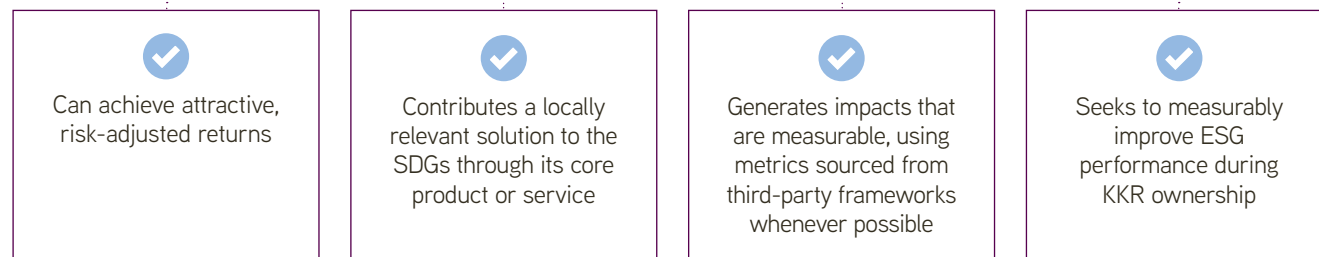 Can achieve attractive,
risk-adjusted returns
Contributes a locally
relevant solution to the
SDGs through its core
product or service
Generates impacts that
are measurable, using
metrics sourced from
third-party frameworks
whenever possible
Seeks to measurably
improve ESG
performance during
KKR ownership